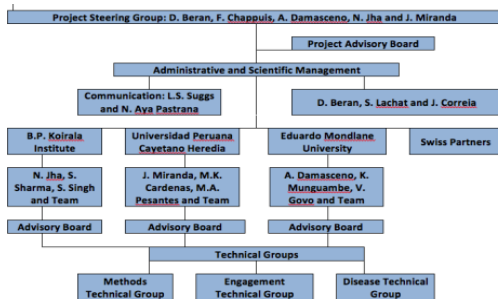 Project Steering Group: D. Beran, F. Chappuis, A. Damasceno, N. Jha and J. Miranda
Project Advisory Board
Administrative and Scientific Management
Communication: L.S. Suggs
and N. Aya Pastrana
D. Beran, S. Lachat and J. Correia
B.P. Koirala
Institute
Universidad Peruana
Cayetano Heredia
Eduardo Mondlane
University
Swiss Partners
N. Jha, S.
Sharma, S. Singh
and Team
J. Miranda, M.K.
Cardenas, M.A.
Pesantes and Team
A. Damasceno, K.
Munguambe, V.
Govo and Team
Advisory Board
Advisory Board
Advisory Board
Technical Groups
Methods
Technical Group
Engagement
Technical Group
Disease Technical
Group